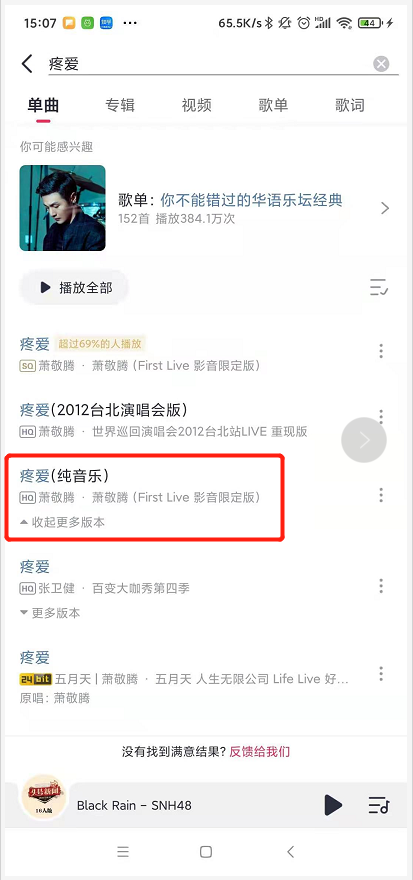 15:07
知乎
65.5K/s
HD
44
疼爱
单曲 专辑 视频 歌单 歌词
你可能感兴趣
歌单：你不能错过的华语乐坛经典
152首 播放384.1万次
播放全部
疼爱 超过69%的人播放
SQ 萧敬腾 · 萧敬腾 (First Live 影音限定版)
疼爱(2012台北演唱会版)
HQ 萧敬腾 · 世界巡回演唱会2012台北站LIVE 重现版
疼爱(纯音乐)
HQ 萧敬腾 · 萧敬腾 (First Live 影音限定版)
收起更多版本
疼爱
HQ 张卫健 · 百变大咖秀第四季
更多版本
疼爱
24bit 五月天 | 萧敬腾 · 五月天 人生无限公司 Life Live 好...
原唱：萧敬腾
没有找到满意结果？反馈给我们
Black Rain - SNH48